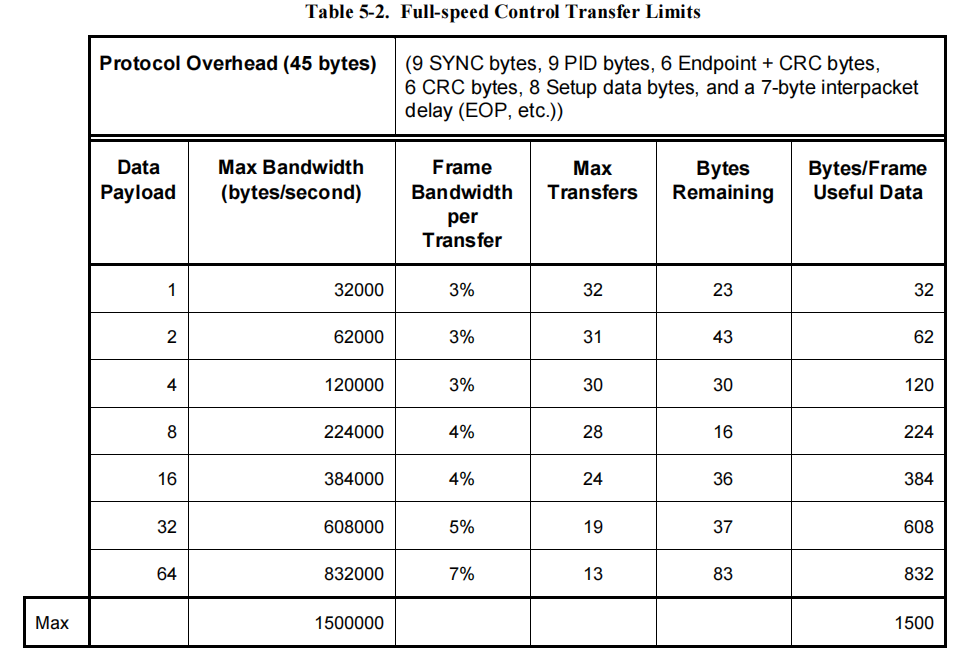 Table 5-2. Full-speed Control Transfer Limits
Protocol Overhead (45 bytes) (9 SYNC bytes, 9 PID bytes, 6 Endpoint + CRC bytes,
6 CRC bytes, 8 Setup data bytes, and a 7-byte interpacket
delay (EOP, etc.))
Data Payload Max Bandwidth (bytes/second) Frame Bandwidth per Transfer Max Transfers Bytes Remaining Bytes/Frame Useful Data
1 32000 3% 32 23 32
2 62000 3% 31 43 62
4 120000 3% 30 30 120
8 224000 4% 28 16 224
16 384000 4% 24 36 384
32 608000 5% 19 37 608
64 832000 7% 13 83 832
Max 1500000 1500